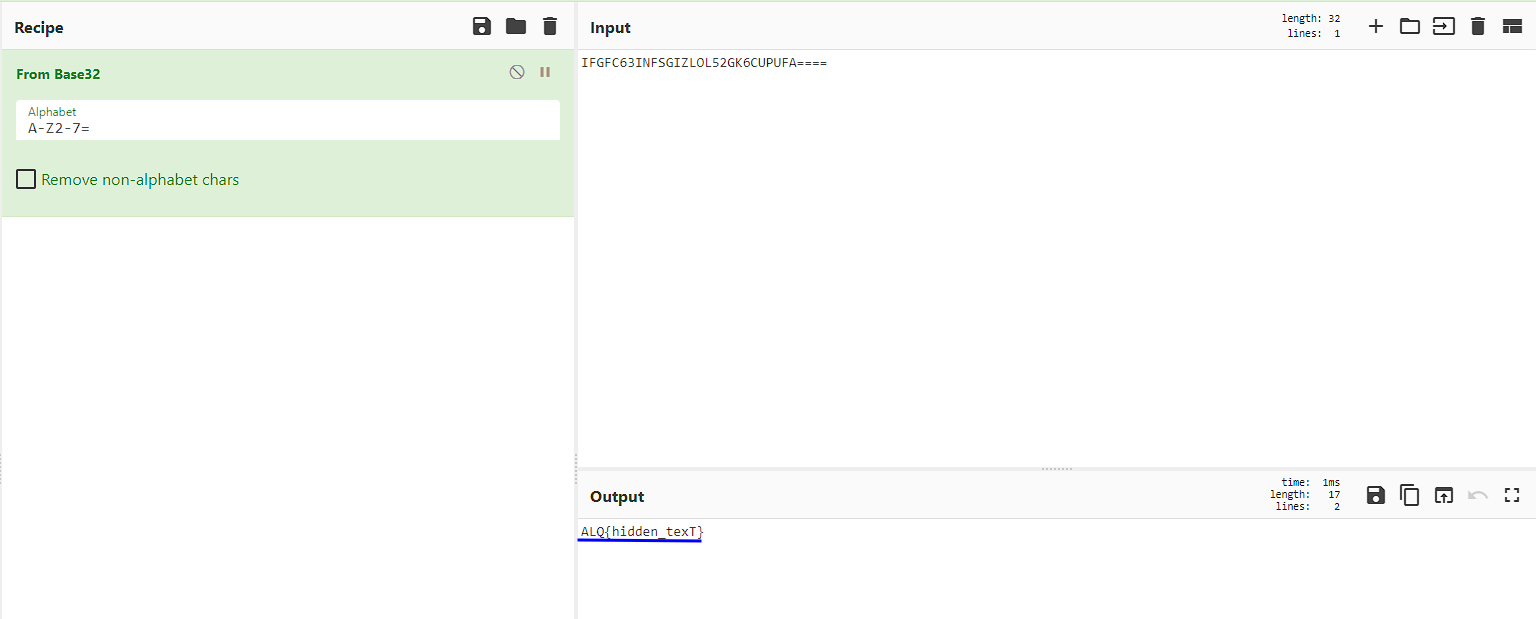 Recipe
From Base32
Alphabet
A-Z2-7=
Remove non-alphabet chars
Input
length: 32
lines: 1
IFGFC63INFSGIZLOL52GK6CUPUFA====
Output
time: 1ms
length: 17
lines: 2
ALQ{hidden_texT}